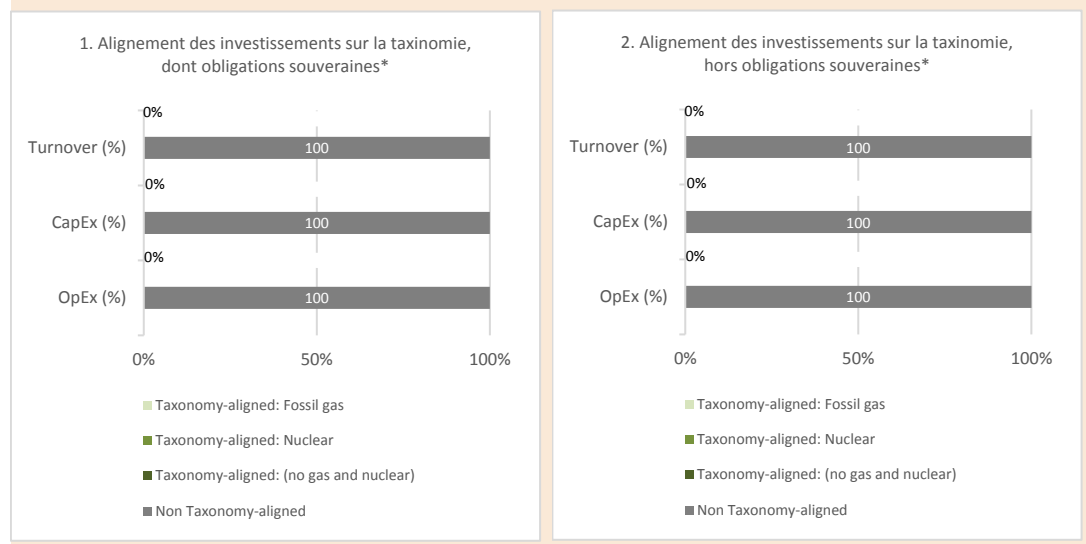 1. Alignement des investissements sur la taxinomie,
dont obligations souveraines*
0%
Turnover (%)
100
0%
CapEx (%)
100
0%
OpEx (%)
100
0%
50%
100%
Taxonomy-aligned: Fossil gas
Taxonomy-aligned: Nuclear
Taxonomy-aligned: (no gas and nuclear)
Non Taxonomy-aligned
2. Alignement des investissements sur la taxinomie,
hors obligations souveraines*
0%
Turnover (%)
100
0%
CapEx (%)
100
0%
OpEx (%)
100
0%
50%
100%
Taxonomy-aligned: Fossil gas
Taxonomy-aligned: Nuclear
Taxonomy-aligned: (no gas and nuclear)
Non Taxonomy-aligned